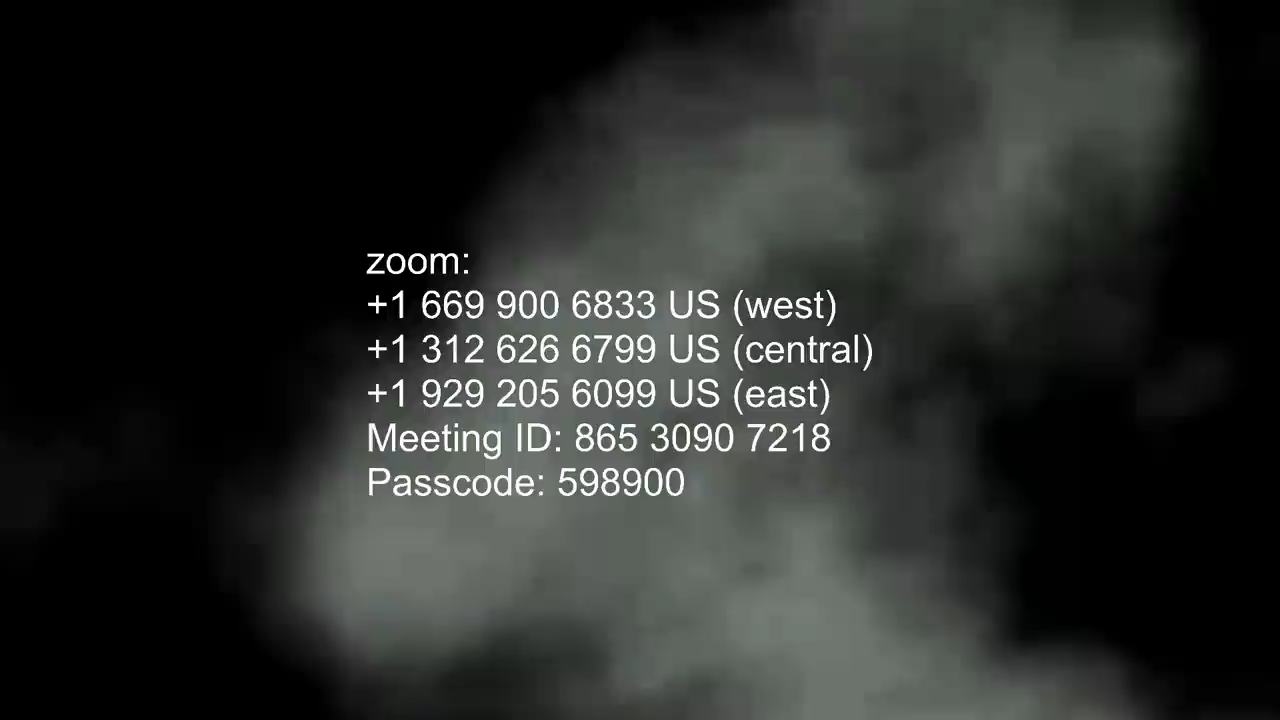 zoom:
+1 669 900 6833 US (west)
+1 312 626 6799 US (central)
+1 929 205 6099 US (east)
Meeting ID: 865 3090 7218
Passcode: 598900